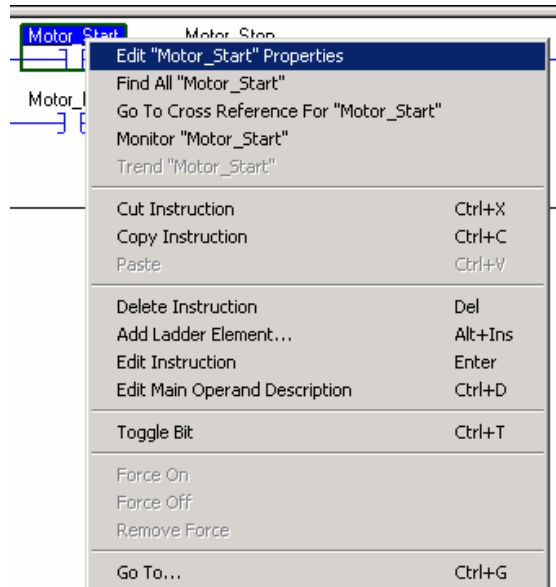 Motor_Start Motor_Stop
Edit "Motor_Start" Properties
Find All "Motor_Start"
Go To Cross Reference For "Motor_Start"
Monitor "Motor_Start"
Trend "Motor_Start"
Cut Instruction Ctrl+X
Copy Instruction Ctrl+C
Paste Ctrl+V
Delete Instruction Del
Add Ladder Element... Alt+Ins
Edit Instruction Enter
Edit Main Operand Description Ctrl+D
Toggle Bit Ctrl+T
Force On
Force Off
Remove Force
Go To... Ctrl+G